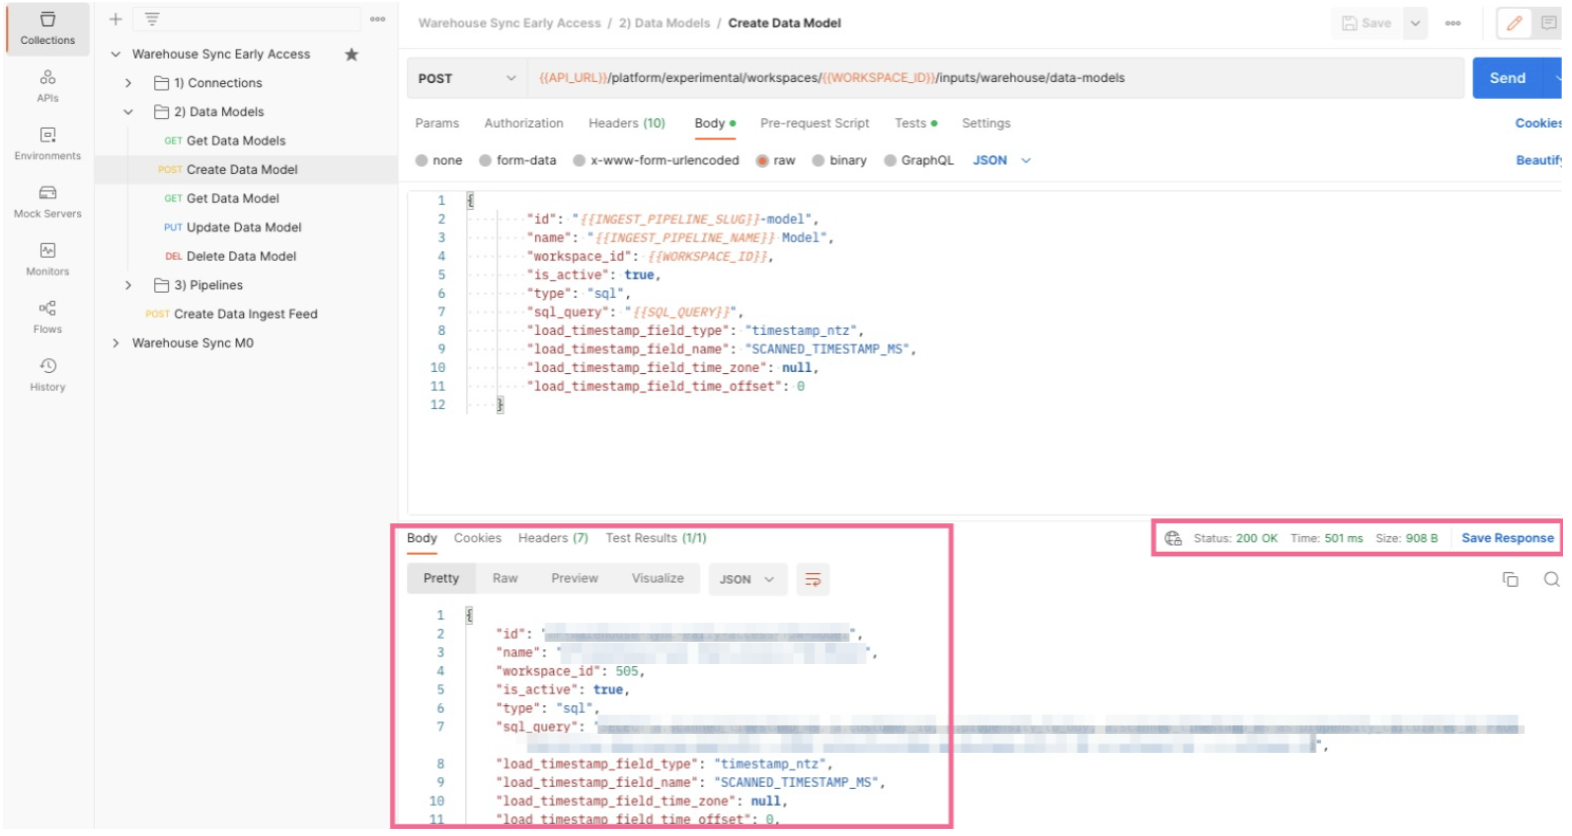 Collections
APIs
Environments
Mock Servers
Monitors
Flows
History
Warehouse Sync Early Access
1) Connections
2) Data Models
GET Get Data Models
POST Create Data Model
GET Get Data Model
PUT Update Data Model
DEL Delete Data Model
3) Pipelines
POST Create Data Ingest Feed
Warehouse Sync M0
Warehouse Sync Early Access / 2) Data Models / Create Data Model
Save
POST {{API_URL}}/platform/experimental/workspaces/{{WORKSPACE_ID}}/inputs/warehouse/data-models
Send
Params Authorization Headers (10) Body Pre-request Script Tests Settings
Cookies
none form-data x-www-form-urlencoded raw binary GraphQL JSON
Beautify
1 {
2 "id": "{{INGEST_PIPELINE_SLUG}}-model",
3 "name": "{{INGEST_PIPELINE_NAME}} Model",
4 "workspace_id": {{WORKSPACE_ID}},
5 "is_active": true,
6 "type": "sql",
7 "sql_query": "{{SQL_QUERY}}",
8 "load_timestamp_field_type": "timestamp_ntz",
9 "load_timestamp_field_name": "SCANNED_TIMESTAMP_MS",
10 "load_timestamp_field_time_zone": null,
11 "load_timestamp_field_time_offset": 0
12 }
Body Cookies Headers (7) Test Results (1/1)
Status: 200 OK Time: 501 ms Size: 908 B Save Response
Pretty Raw Preview Visualize JSON
1 {
2 "id": "",
3 "name": "",
4 "workspace_id": 505,
5 "is_active": true,
6 "type": "sql",
7 "sql_query": "
",
8 "load_timestamp_field_type": "timestamp_ntz",
9 "load_timestamp_field_name": "SCANNED_TIMESTAMP_MS",
10 "load_timestamp_field_time_zone": null,
11 "load_timestamp_field_time_offset": 0,